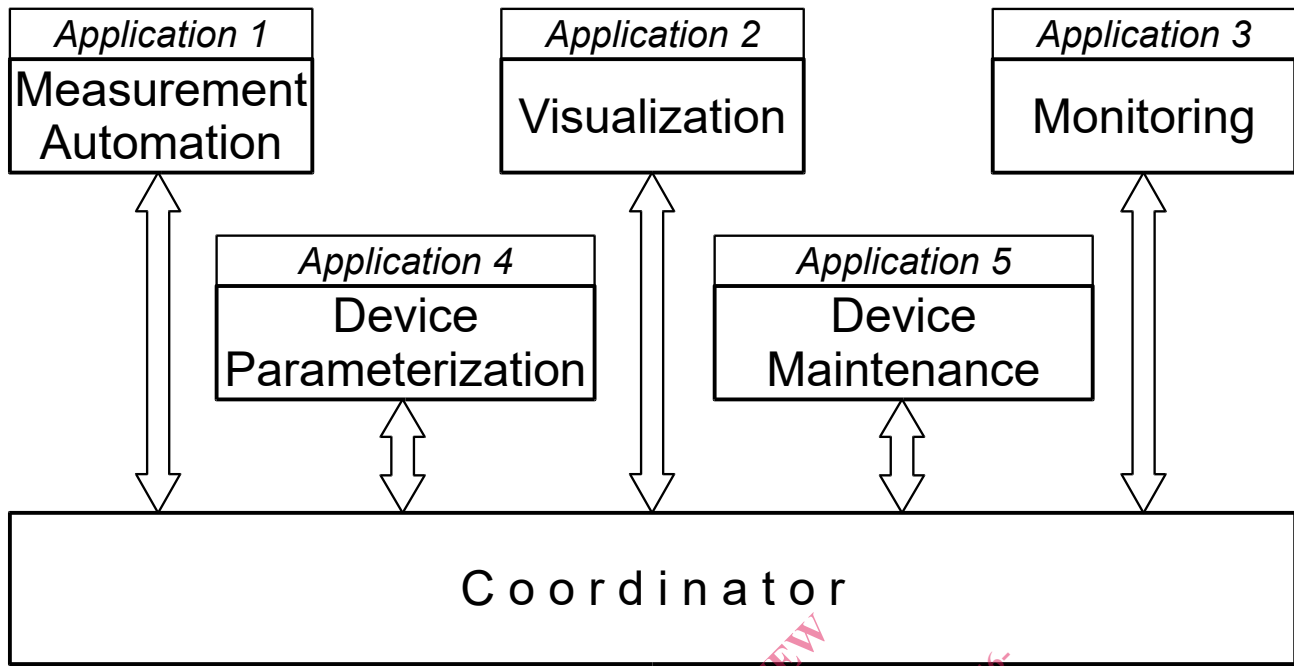 Application 1
Measurement
Automation
Application 2
Visualization
Application 3
Monitoring
Application 4
Device
Parameterization
Application 5
Device
Maintenance
Coordinator